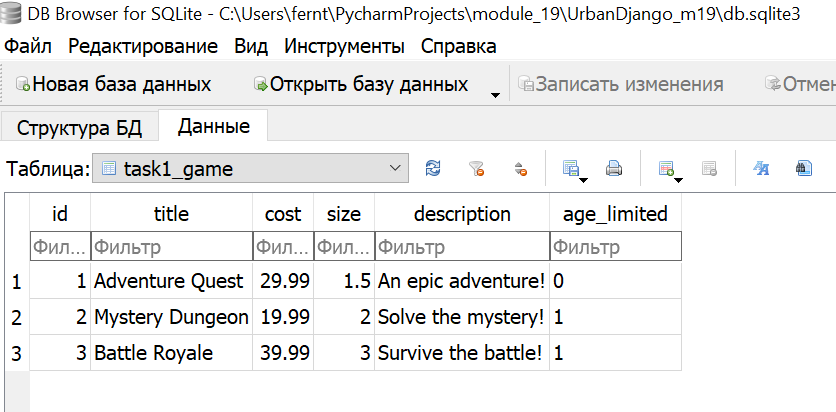 DB Browser for SQLite - C:\Users\fernt\PycharmProjects\module_19\UrbanDjango_m19\db.sqlite3
Файл Редактирование Вид Инструменты Справка
Новая база данных Открыть базу данных Записать изменения Отмен
Структура БД Данные
Таблица: task1_game
id title cost size description age_limited
Фил... Фильтр Фил... Фил... Фильтр Фильтр
1 1 Adventure Quest 29.99 1.5 An epic adventure! 0
2 2 Mystery Dungeon 19.99 2 Solve the mystery! 1
3 3 Battle Royale 39.99 3 Survive the battle! 1